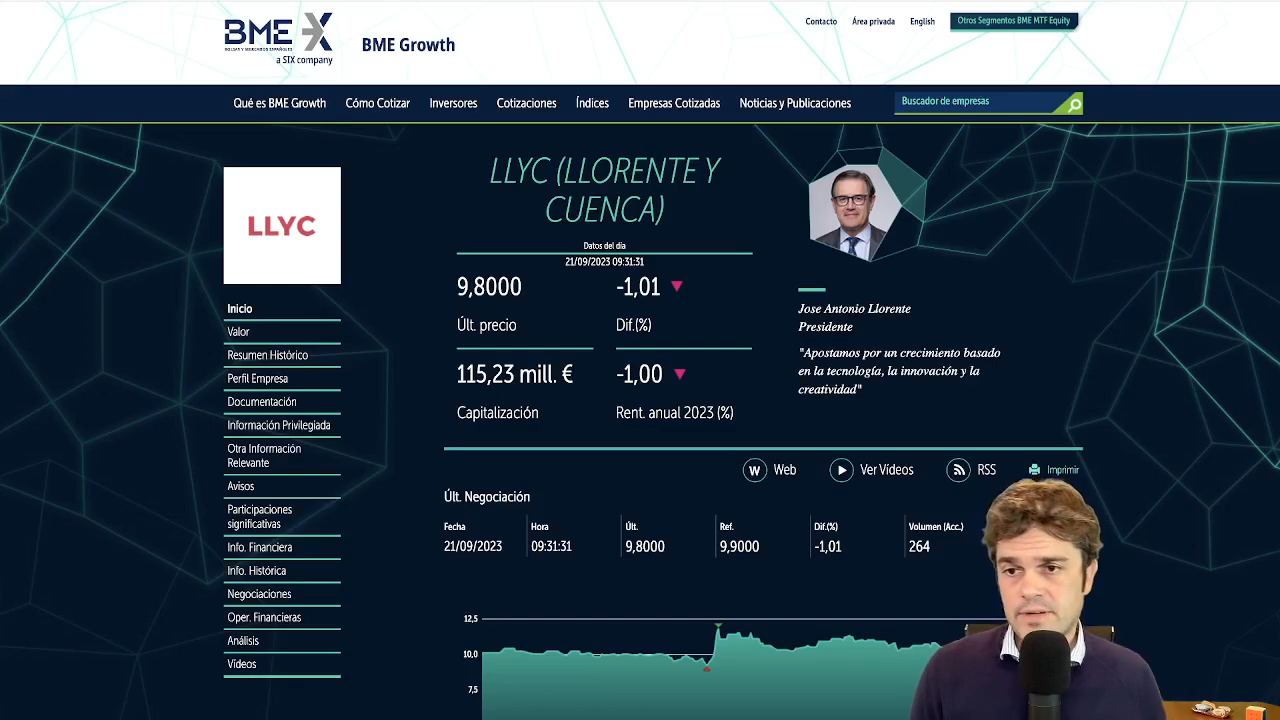 Contacto
Área privada
English
Otros Segmentos BME MTF Equity
BME X
BOLSAS Y MERCADOS ESPAÑOLES
a SIX company
BME Growth
Qué es BME Growth
Cómo Cotizar
Inversores
Cotizaciones
Índices
Empresas Cotizadas
Noticias y Publicaciones
Buscador de empresas
LLYC
Inicio
Valor
Resumen Histórico
Perfil Empresa
Documentación
Información Privilegiada
Otra Información
Relevante
Avisos
Participaciones
significativas
Info. Financiera
Info. Histórica
Negociaciones
Oper. Financieras
Análisis
Vídeos
LLYC (LLORENTE Y
CUENCA)
Datos del día
21/09/2023 09:31:31
9,8000
-1,01
Últ. precio
Dif.(%)
115,23 mill. €
-1,00
Capitalización
Rent. anual 2023 (%)
Jose Antonio Llorente
Presidente
"Apostamos por un crecimiento basado
en la tecnología, la innovación y la
creatividad"
W Web
Ver Vídeos
RSS
Imprimir
Últ. Negociación
Fecha
Hora
Últ.
Ref.
Dif.(%)
Volumen (Acc.)
21/09/2023
09:31:31
9,8000
9,9000
-1,01
264
12,5
10,0
7,5